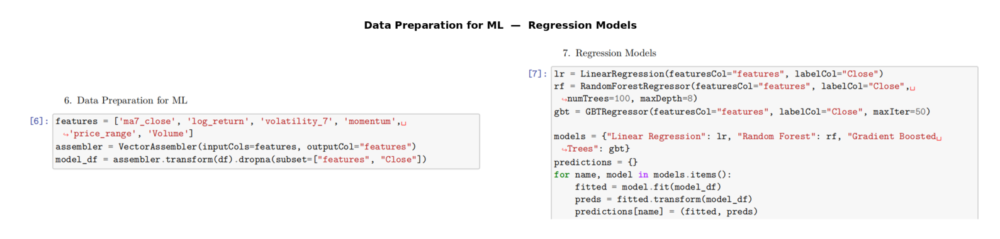 Data Preparation for ML — Regression Models
6. Data Preparation for ML
[6]: features = ['ma7_close', 'log_return', 'volatility_7', 'momentum',␣
↪'price_range', 'Volume']
assembler = VectorAssembler(inputCols=features, outputCol="features")
model_df = assembler.transform(df).dropna(subset=["features", "Close"])
7. Regression Models
[7]: lr = LinearRegression(featuresCol="features", labelCol="Close")
rf = RandomForestRegressor(featuresCol="features", labelCol="Close",␣
↪numTrees=100, maxDepth=8)
gbt = GBTRegressor(featuresCol="features", labelCol="Close", maxIter=50)
models = {"Linear Regression": lr, "Random Forest": rf, "Gradient Boosted␣
↪Trees": gbt}
predictions = {}
for name, model in models.items():
    fitted = model.fit(model_df)
    preds = fitted.transform(model_df)
    predictions[name] = (fitted, preds)